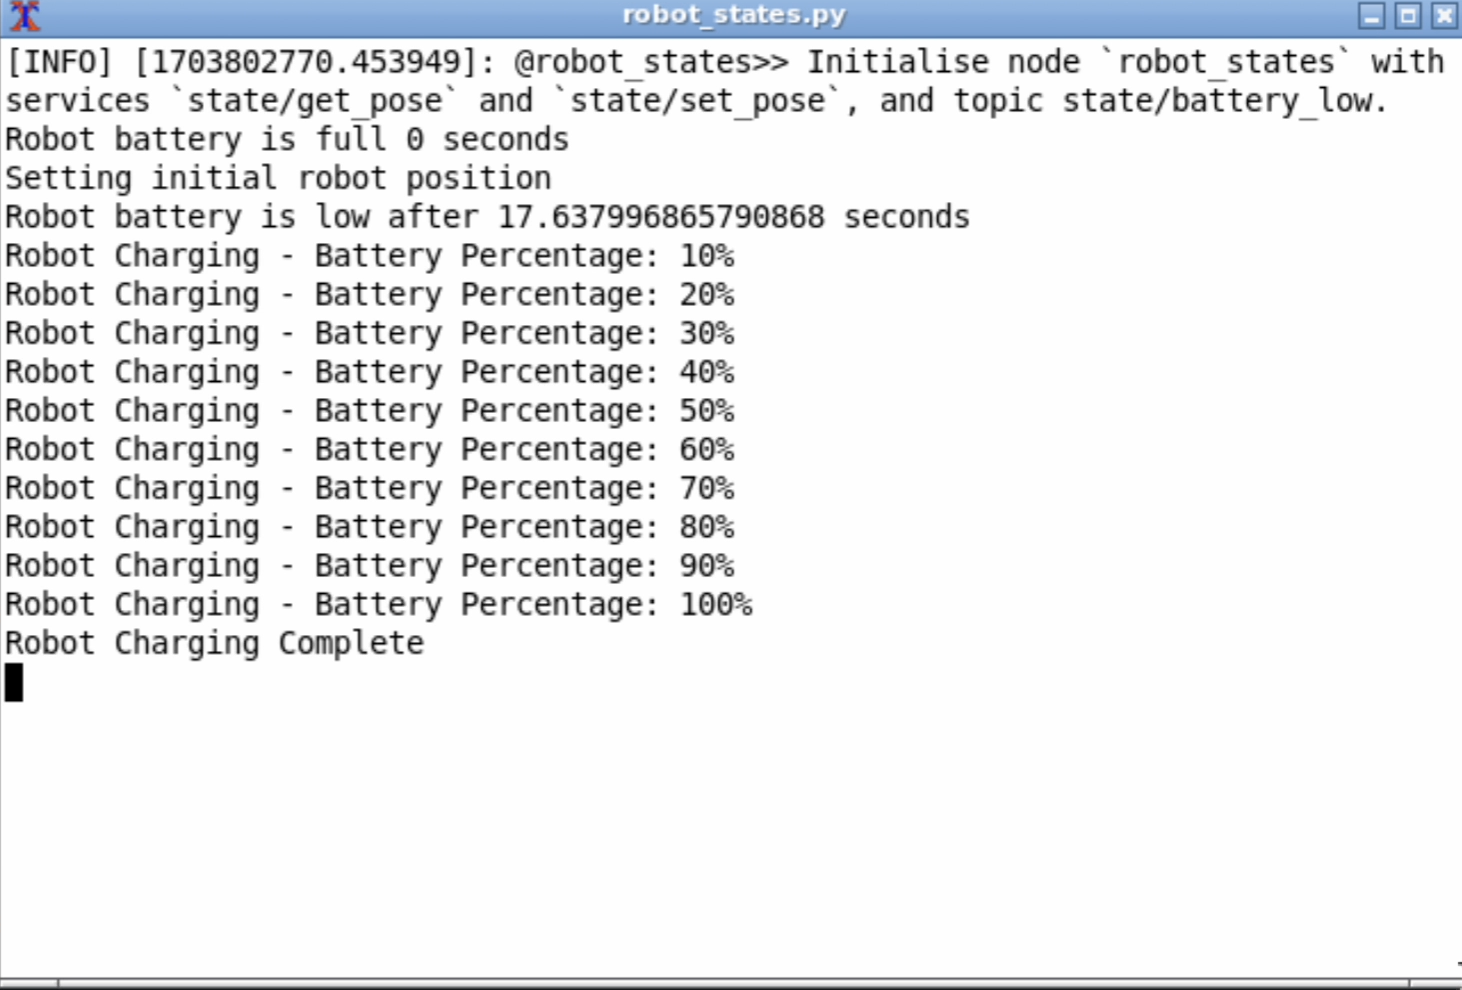 robot_states.py
[INFO] [1703802770.453949]: @robot_states>> Initialise node `robot_states` with
services `state/get_pose` and `state/set_pose`, and topic state/battery_low.
Robot battery is full 0 seconds
Setting initial robot position
Robot battery is low after 17.637996865790868 seconds
Robot Charging - Battery Percentage: 10%
Robot Charging - Battery Percentage: 20%
Robot Charging - Battery Percentage: 30%
Robot Charging - Battery Percentage: 40%
Robot Charging - Battery Percentage: 50%
Robot Charging - Battery Percentage: 60%
Robot Charging - Battery Percentage: 70%
Robot Charging - Battery Percentage: 80%
Robot Charging - Battery Percentage: 90%
Robot Charging - Battery Percentage: 100%
Robot Charging Complete